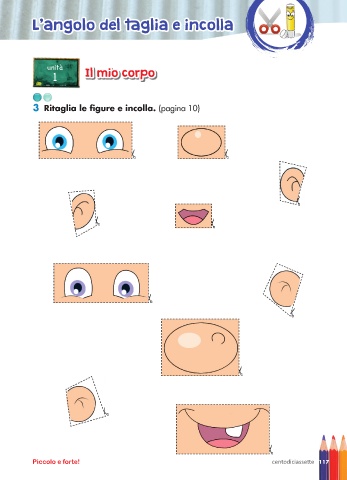 L'angolo del taglia e incolla
unità
1
Il mio corpo
3 Ritaglia le figure e incolla. (pagina 10)
Piccolo e forte!
centodiciassette 117